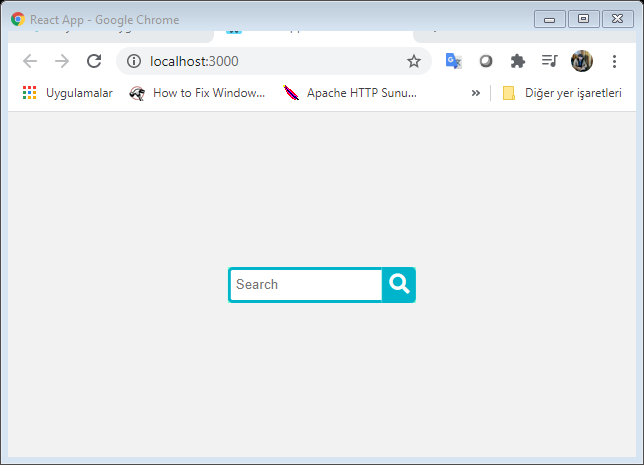 React App - Google Chrome
localhost:3000
Uygulamalar
How to Fix Window...
Apache HTTP Sunu...
»
Diğer yer işaretleri
Search